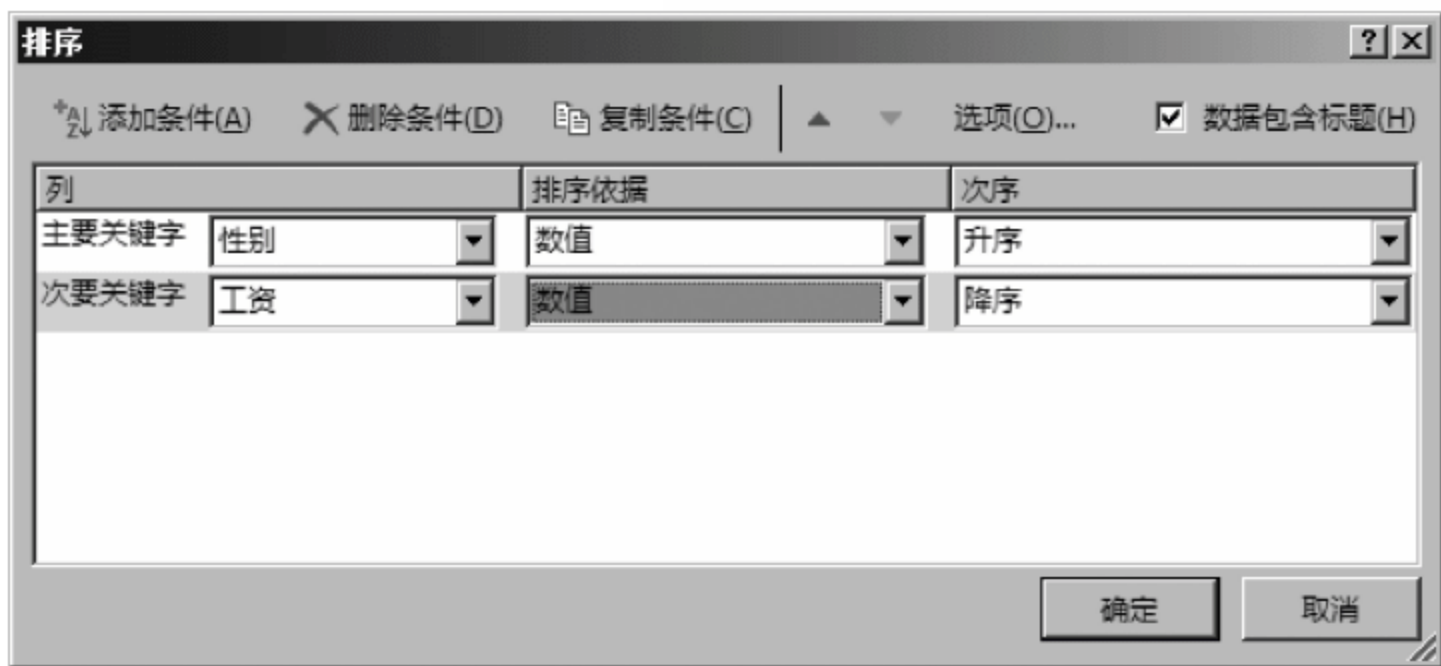 排序
添加条件(A) 删除条件(D) 复制条件(C) 选项(O)... 数据包含标题(H)
列 排序依据 次序
主要关键字 性别 数值 升序
次要关键字 工资 数值 降序
确定 取消